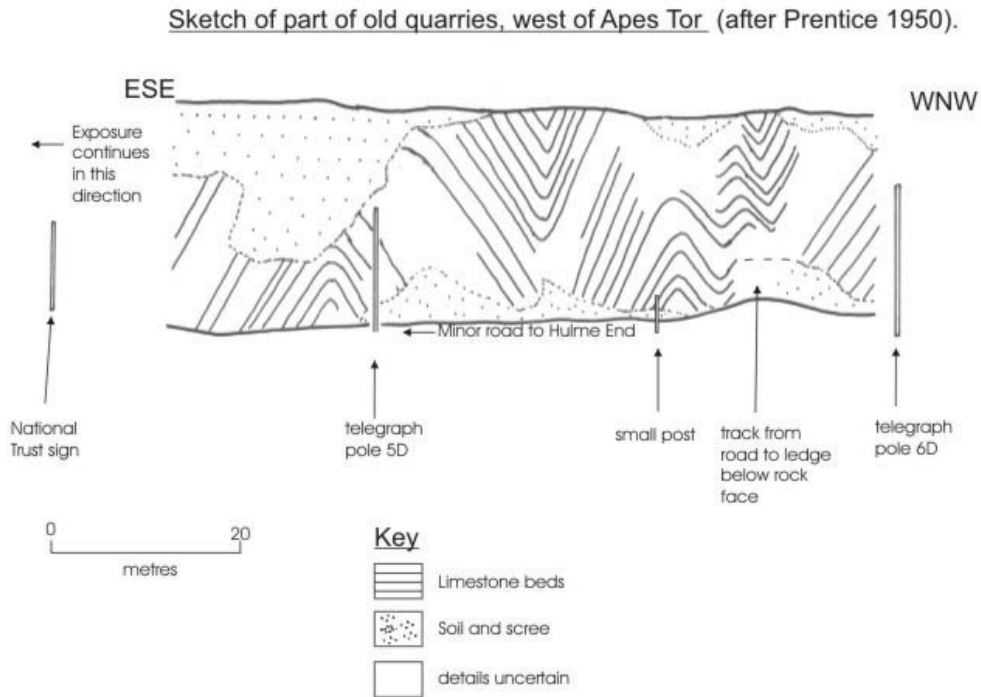 Sketch of part of old quarries, west of Apes Tor (after Prentice 1950).
ESE
WNW
Exposure
continues
in this
direction
Minor road to Hulme End
National
Trust sign
telegraph
pole 5D
small post
track from
road to ledge
below rock
face
telegraph
pole 6D
0 20
metres
Key
Limestone beds
Soil and scree
details uncertain